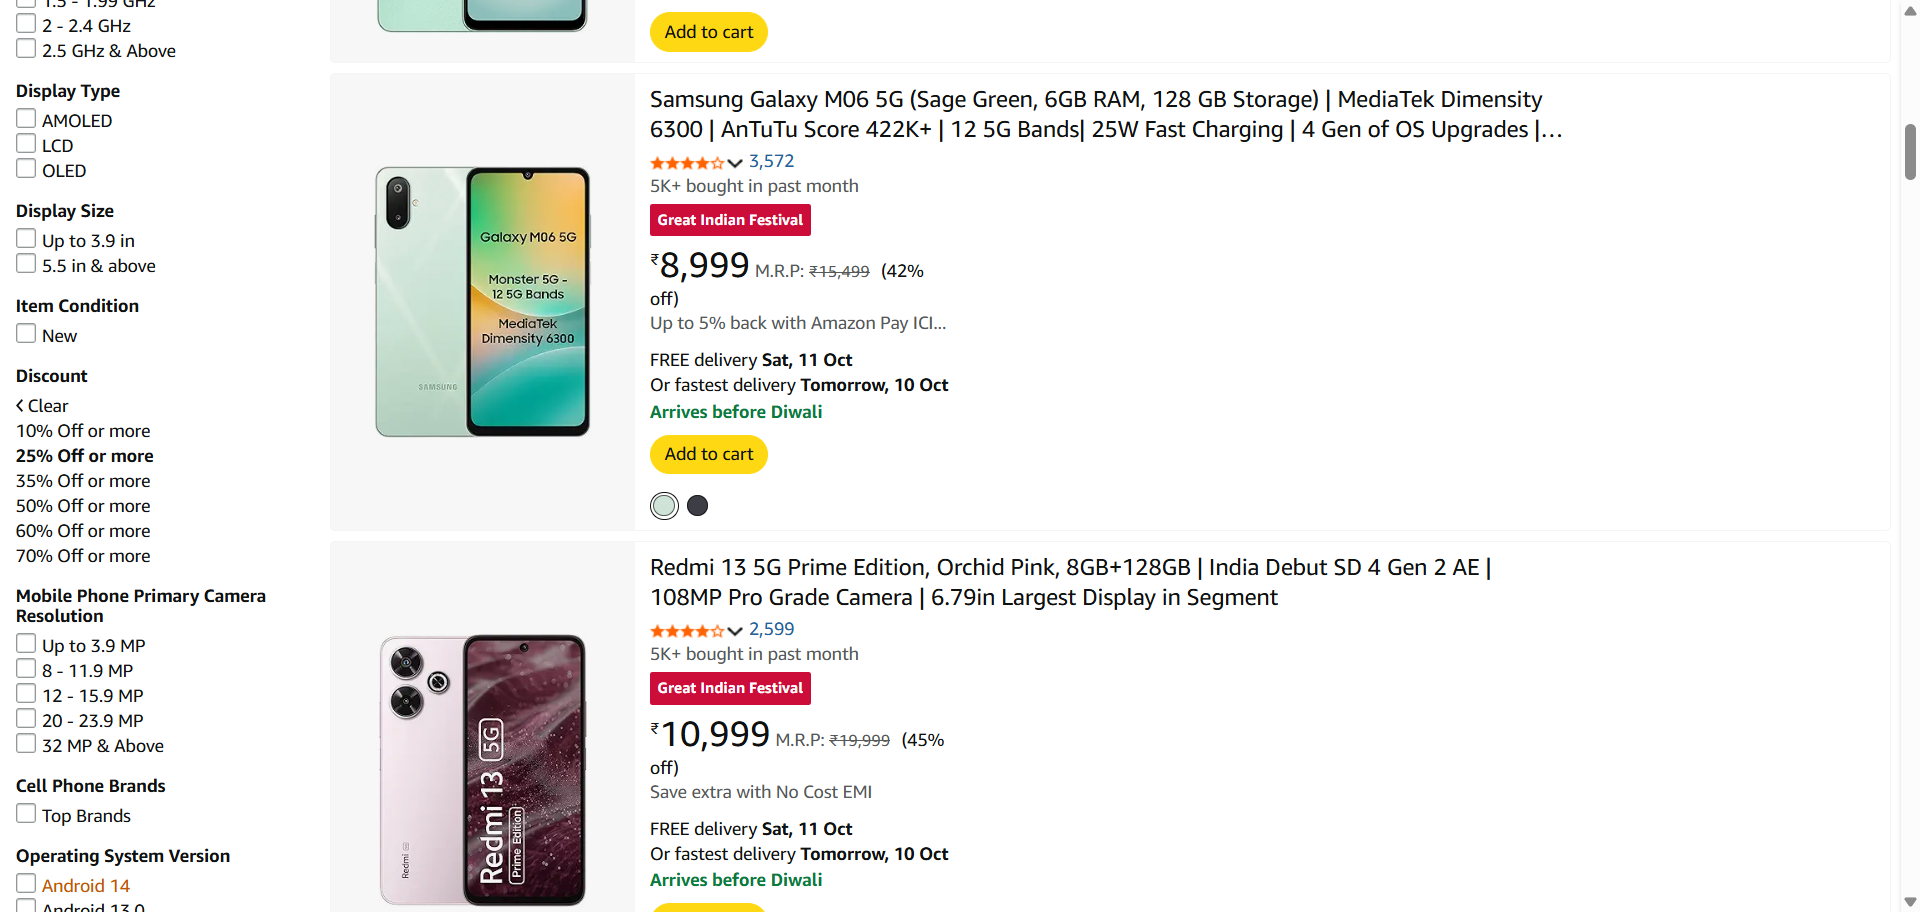 1.5 - 1.99 GHz
2 - 2.4 GHz
2.5 GHz & Above
Display Type
AMOLED
LCD
OLED
Display Size
Up to 3.9 in
5.5 in & above
Item Condition
New
Discount
Clear
10% Off or more
25% Off or more
35% Off or more
50% Off or more
60% Off or more
70% Off or more
Mobile Phone Primary Camera
Resolution
Up to 3.9 MP
8 - 11.9 MP
12 - 15.9 MP
20 - 23.9 MP
32 MP & Above
Cell Phone Brands
Top Brands
Operating System Version
Android 14
Android 13.0
Add to cart
Samsung Galaxy M06 5G (Sage Green, 6GB RAM, 128 GB Storage) | MediaTek Dimensity
6300 | AnTuTu Score 422K+ | 12 5G Bands| 25W Fast Charging | 4 Gen of OS Upgrades |...
3,572
5K+ bought in past month
Great Indian Festival
₹8,999 M.R.P: ₹15,499 (42%
off)
Up to 5% back with Amazon Pay ICI...
FREE delivery Sat, 11 Oct
Or fastest delivery Tomorrow, 10 Oct
Arrives before Diwali
Add to cart
Galaxy M06 5G
Monster 5G -
12 5G Bands
MediaTek
Dimensity 6300
SAMSUNG
Redmi 13 5G Prime Edition, Orchid Pink, 8GB+128GB | India Debut SD 4 Gen 2 AE |
108MP Pro Grade Camera | 6.79in Largest Display in Segment
2,599
5K+ bought in past month
Great Indian Festival
₹10,999 M.R.P: ₹19,999 (45%
off)
Save extra with No Cost EMI
FREE delivery Sat, 11 Oct
Or fastest delivery Tomorrow, 10 Oct
Arrives before Diwali
Redmi 13 5G
Prime Edition
Redmi